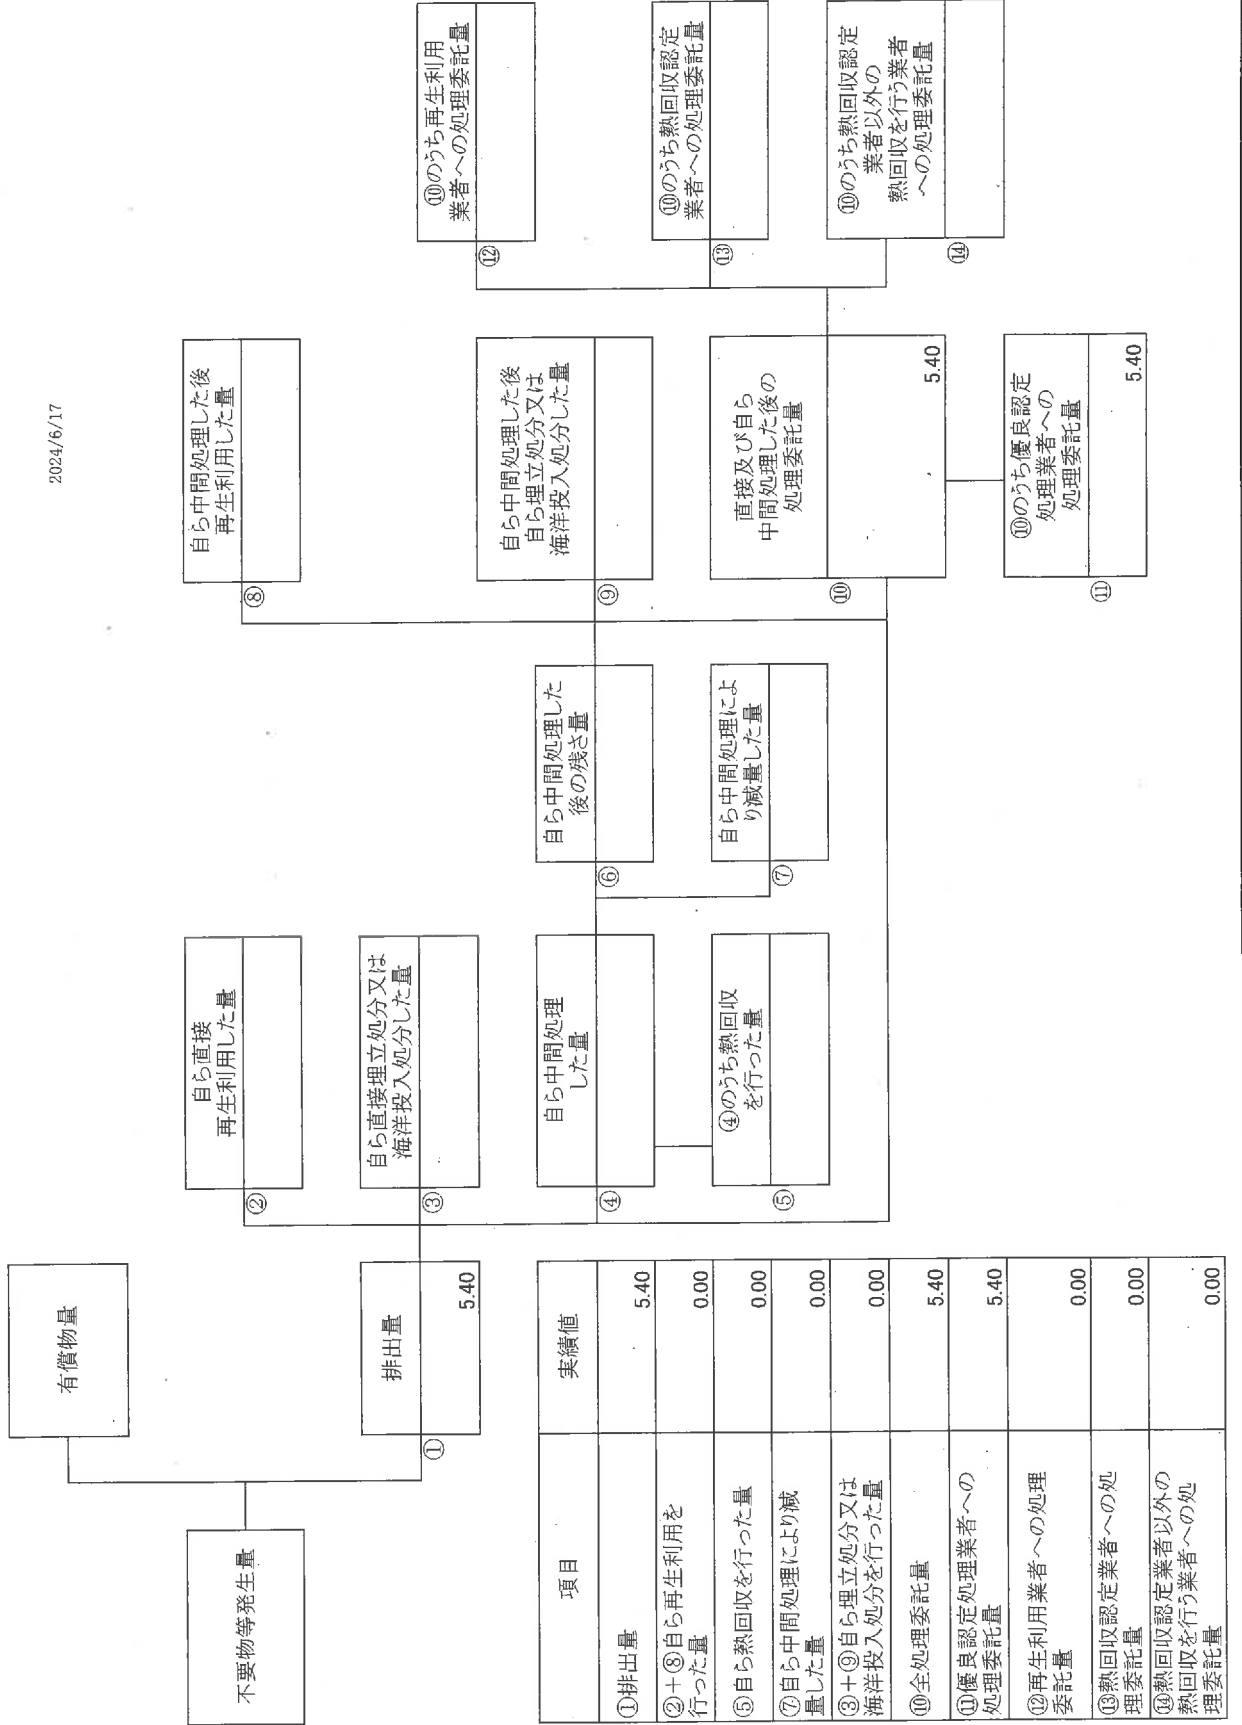 2024/6/17
不要物等発生量
有償物量
①
排出量
5.40
②
自ら直接
再生利用した量
③
自ら直接埋立処分又は
海洋投入処分した量
④
自ら中間処理
した量
⑤
④のうち熱回収
を行った量
⑥
自ら中間処理した
後の残さ量
⑦
自ら中間処理によ
り減量した量
⑧
自ら中間処理した後
再生利用した量
⑨
自ら中間処理した後
自ら埋立処分又は
海洋投入処分した量
⑩
直接及び自ら
中間処理した後の
処理委託量
5.40
⑪
⑩のうち優良認定
処理業者への
処理委託量
5.40
⑫
⑩のうち再生利用
業者への処理委託量
⑬
⑩のうち熱回収認定
業者への処理委託量
⑭
⑩のうち熱回収認定
業者以外の
熱回収を行う業者
への処理委託量
項目 実績値
①排出量 5.40
②+⑧自ら再生利用を
行った量 0.00
⑤自ら熱回収を行った量 0.00
⑦自ら中間処理により減
量した量 0.00
③+⑨自ら埋立処分又は
海洋投入処分を行った量 0.00
⑩全処理委託量 5.40
⑪優良認定処理業者への
処理委託量 5.40
⑫再生利用業者への処理
委託量 0.00
⑬熱回収認定業者への処
理委託量 0.00
⑭熱回収認定業者以外の
熱回収を行う業者への処
理委託量 0.00